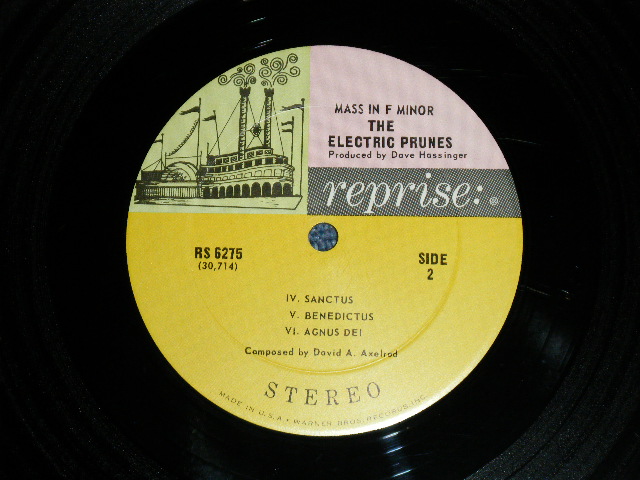 MASS IN F MINOR
THE
ELECTRIC PRUNES
Produced by Dave Hassinger
reprise:
RS 6275
(30,714)
SIDE
2
IV. SANCTUS
V. BENEDICTUS
VI. AGNUS DEI
Composed by David A. Axelrod
STEREO
MADE IN U.S.A. • WARNER BROS. RECORDS INC.